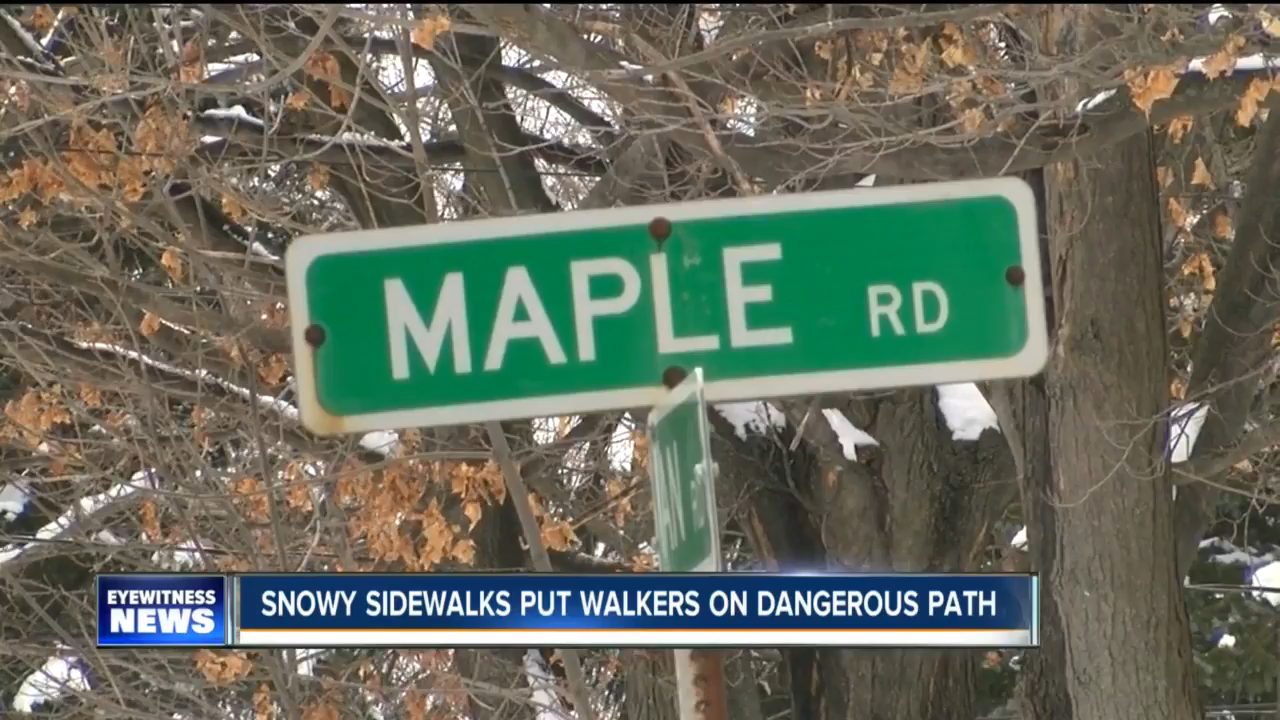 MAPLE RD
EYEWITNESS
NEWS
SNOWY SIDEWALKS PUT WALKERS ON DANGEROUS PATH